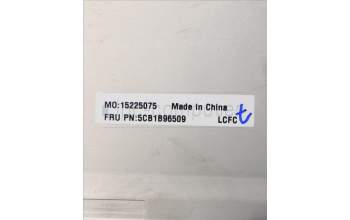 MO:15225075 Made in China
FRU PN:5CB1B96509 LCFC t